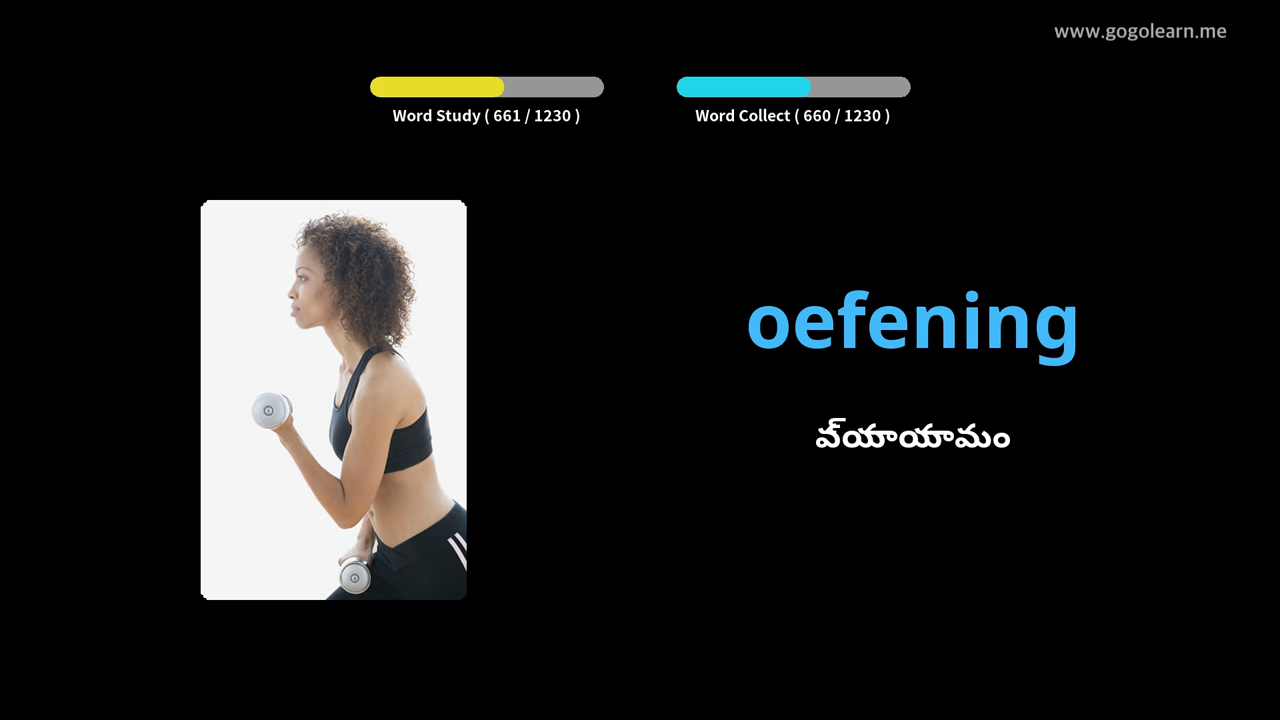 www.gogolearn.me
Word Study ( 661 / 1230 )
Word Collect ( 660 / 1230 )
oefening
వ్యాయామం